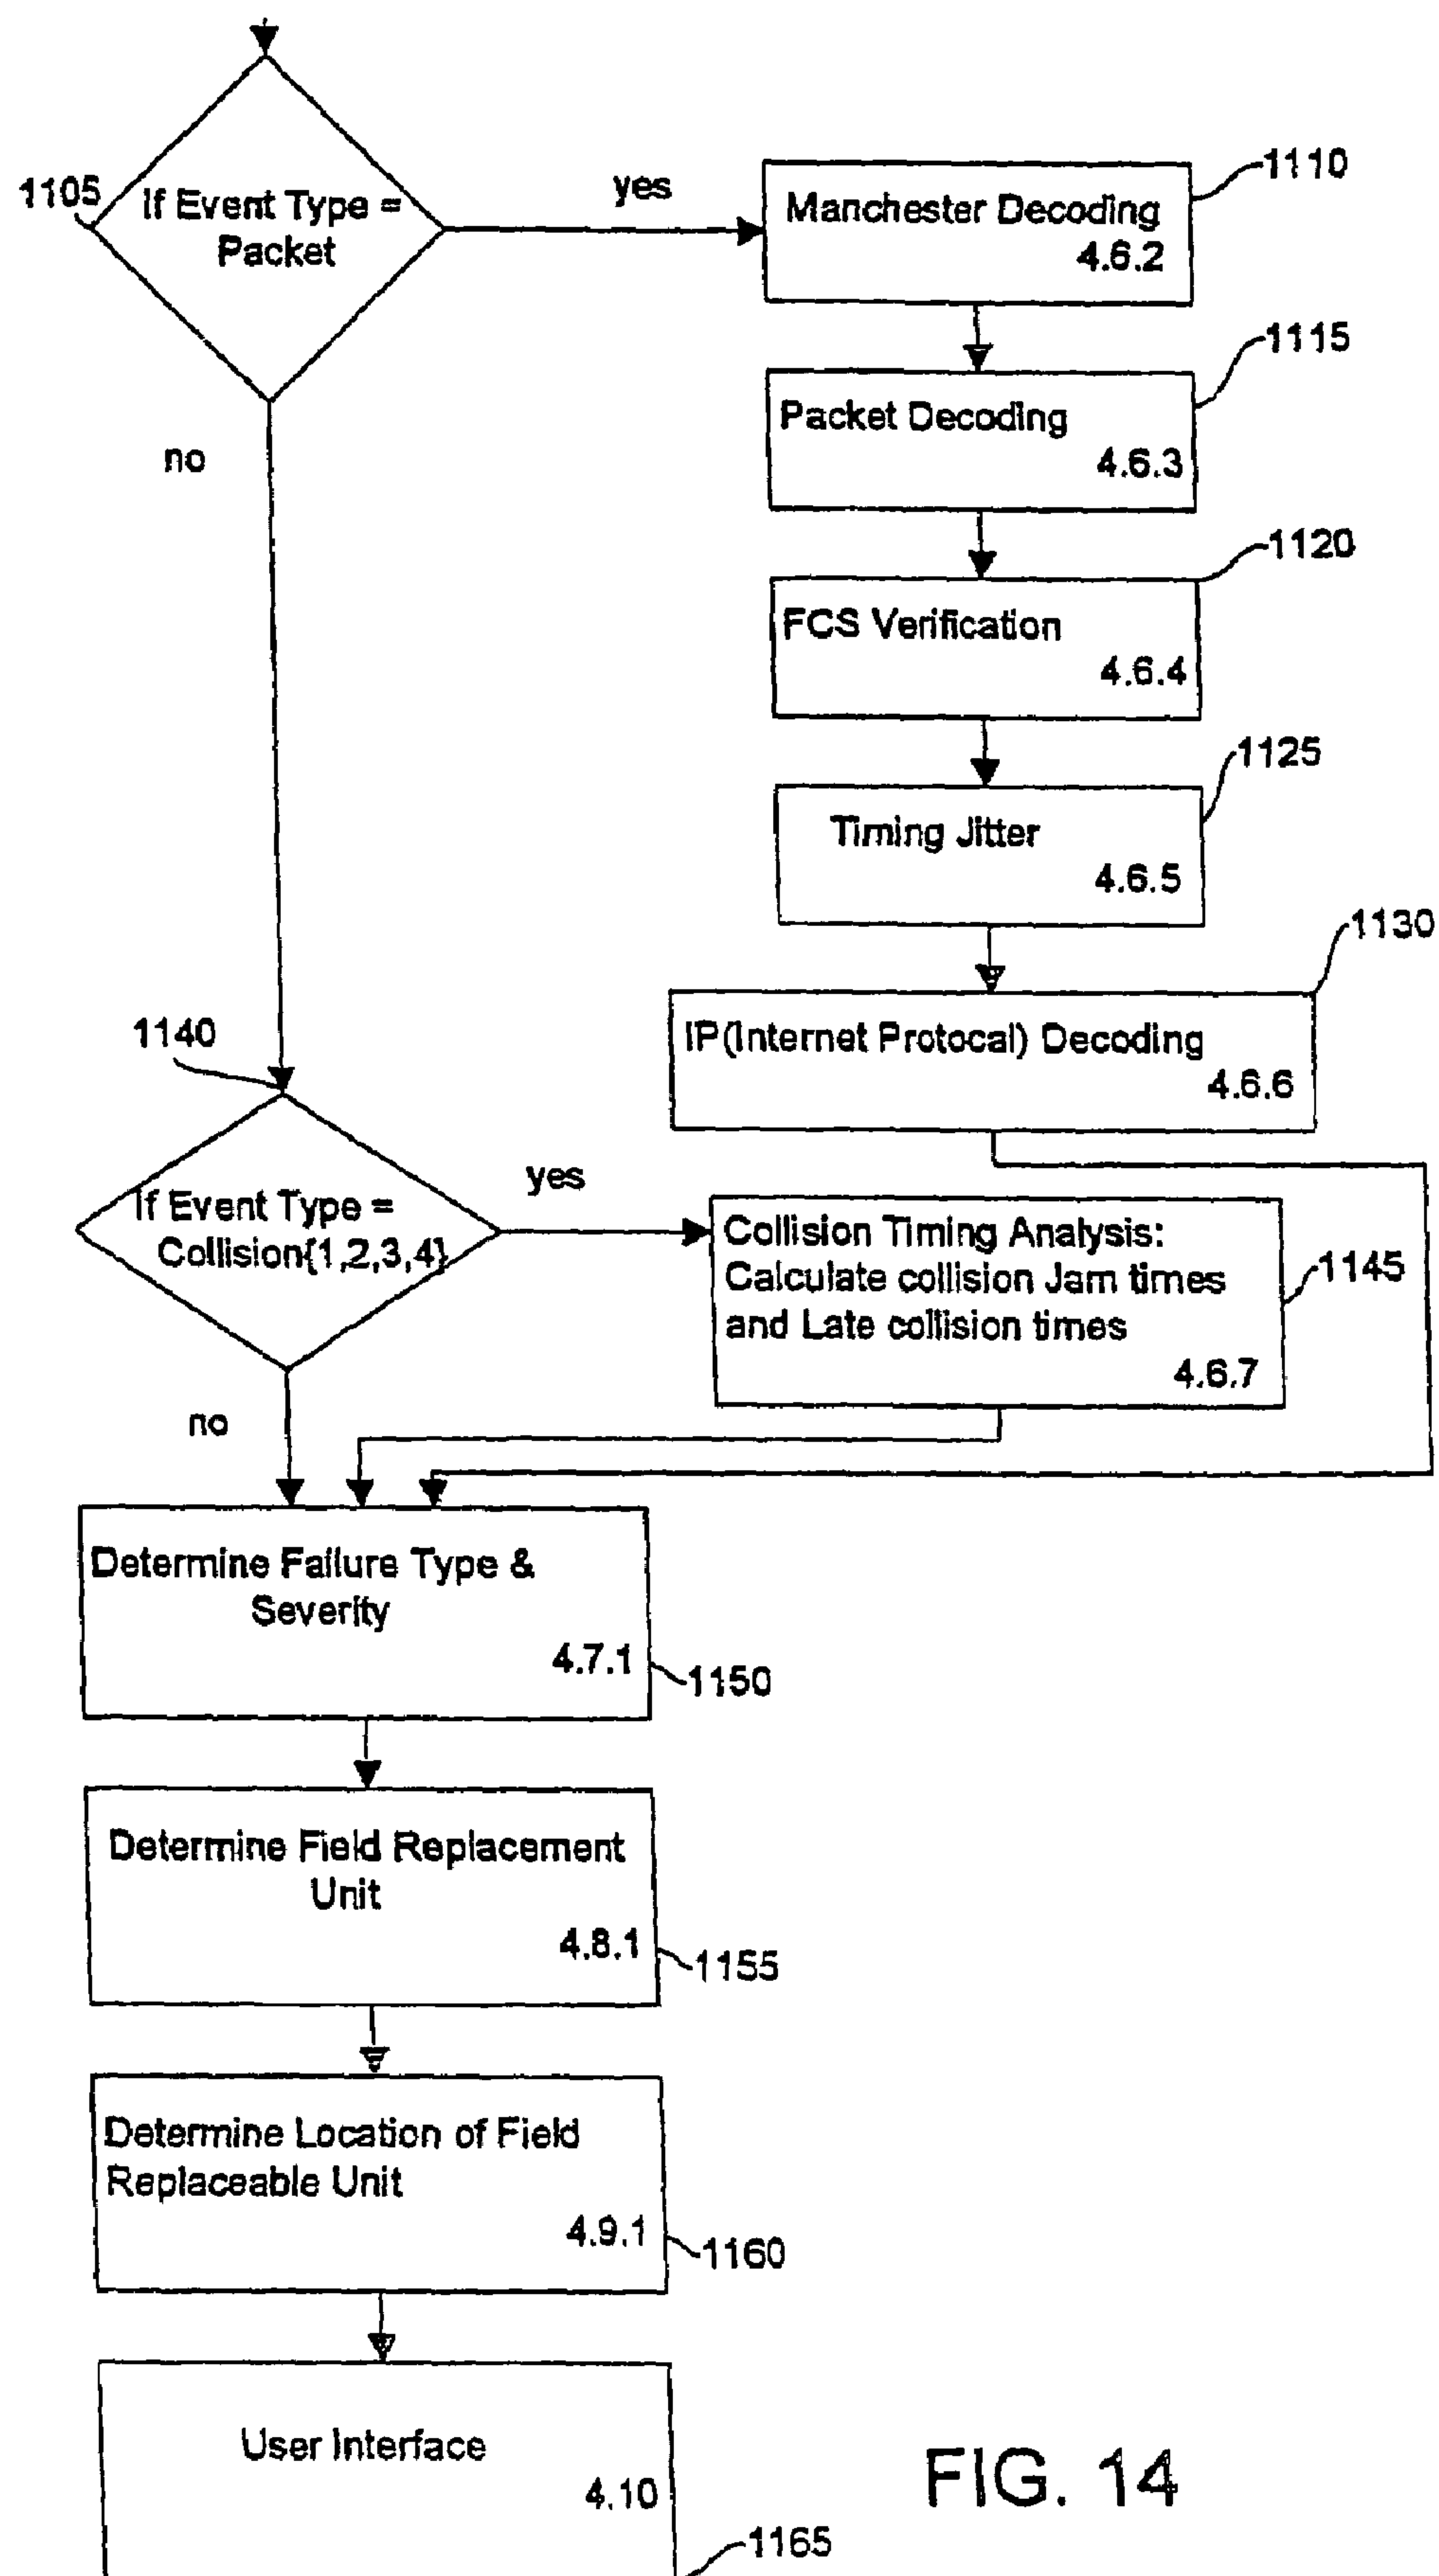 1105
If Event Type =
Packet
yes
no
1110
Manchester Decoding
4.6.2
1115
Packet Decoding
4.6.3
1120
FCS Verification
4.6.4
1125
Timing Jitter
4.6.5
1130
IP(Internet Protocal) Decoding
4.6.6
1140
If Event Type =
Collision{1,2,3,4}
yes
no
Collision Timing Analysis:
Calculate collision Jam times
and Late collision times
4.6.7
1145
Determine Failure Type &
Severity
4.7.1
1150
Determine Field Replacement
Unit
4.8.1
1155
Determine Location of Field
Replaceable Unit
4.9.1
1160
User Interface
4.10
1165
FIG. 14